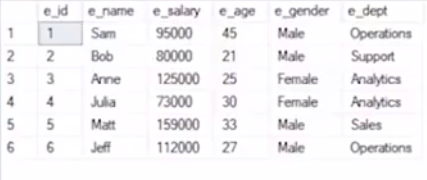 e_id e_name e_salary e_age e_gender e_dept
1 1 Sam 95000 45 Male Operations
2 2 Bob 80000 21 Male Support
3 3 Anne 125000 25 Female Analytics
4 4 Julia 73000 30 Female Analytics
5 5 Matt 159000 33 Male Sales
6 6 Jeff 112000 27 Male Operations